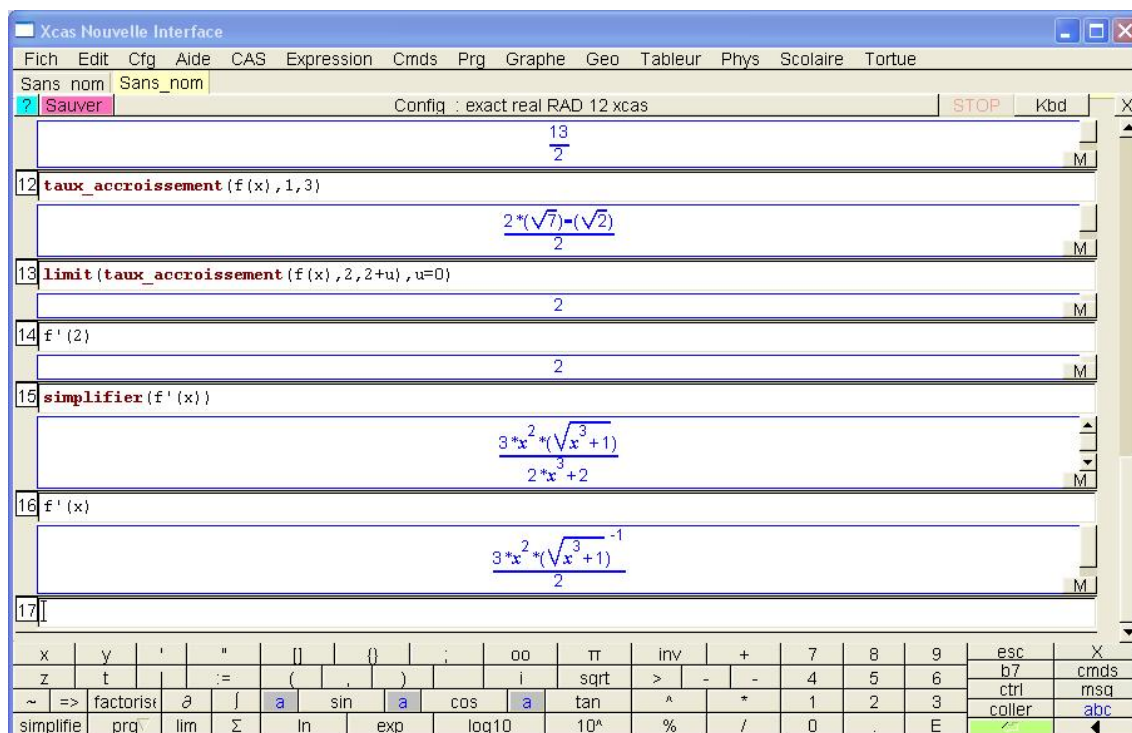 Xcas Nouvelle Interface
Fich Edit Cfg Aide CAS Expression Cmds Prg Graphe Geo Tableur Phys Scolaire Tortue
Sans_nom Sans_nom
? Sauver Config : exact real RAD 12 xcas STOP Kbd X
13
2
M
12 taux_accroissement(f(x),1,3)
2*(√7)-(√2)
2
M
13 limit(taux_accroissement(f(x),2,2+u),u=0)
2
M
14 f'(2)
2
M
15 simplifier(f'(x))
3*x^2*(√x^3+1)
2*x^3+2
M
16 f'(x)
3*x^2*(√x^3+1)^-1
2
M
17
x y ' " [] {} ; oo π inv + 7 8 9 esc X
z t | := ( , ) i sqrt > - - 4 5 6 b7 cmds
~ => factorise ∂ ∫ a sin a cos a tan ^ * 1 2 3 ctrl msg
simplifie prg lim Σ ln exp log10 10^ % / 0 . E coller abc